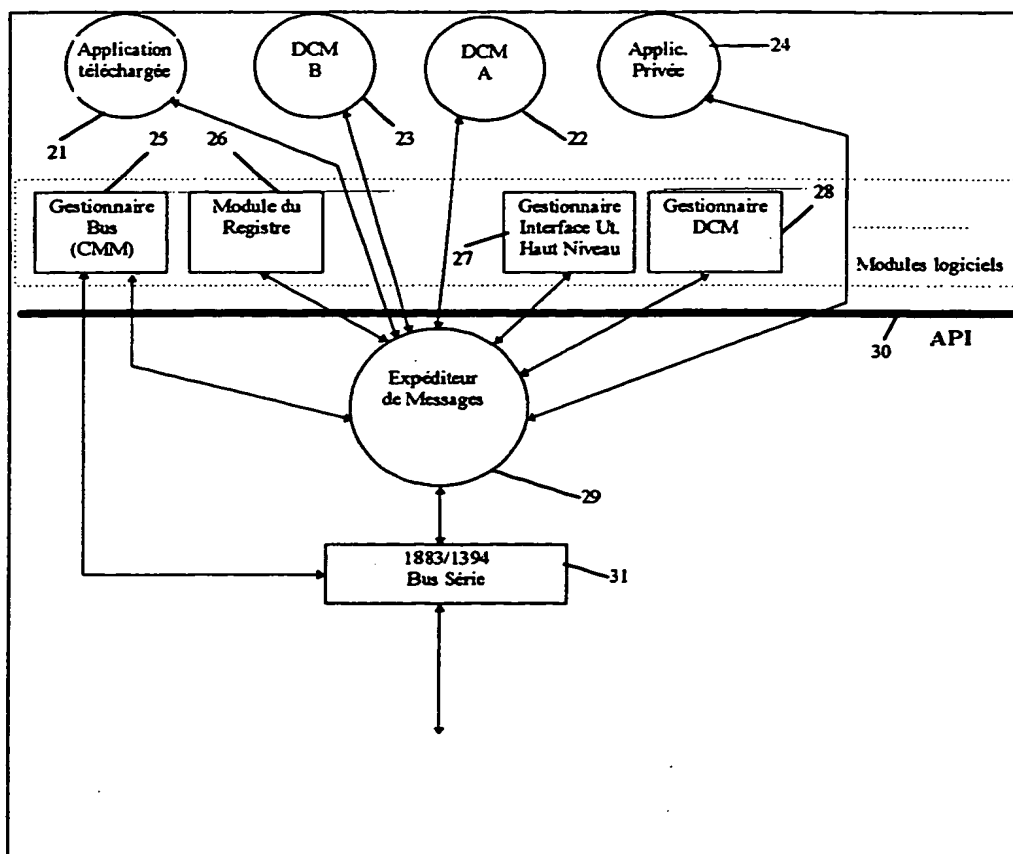 Application
téléchargée
DCM
B
DCM
A
Applic.
Privée
24
21
25
26
23
22
Gestionnaire
Bus
(CMM)
Module du
Registre
Gestionnaire
Interface Ut.
Haut Niveau
27
Gestionnaire
DCM
28
Modules logiciels
30
API
Expéditeur
de Messages
29
1883/1394
Bus Série
31